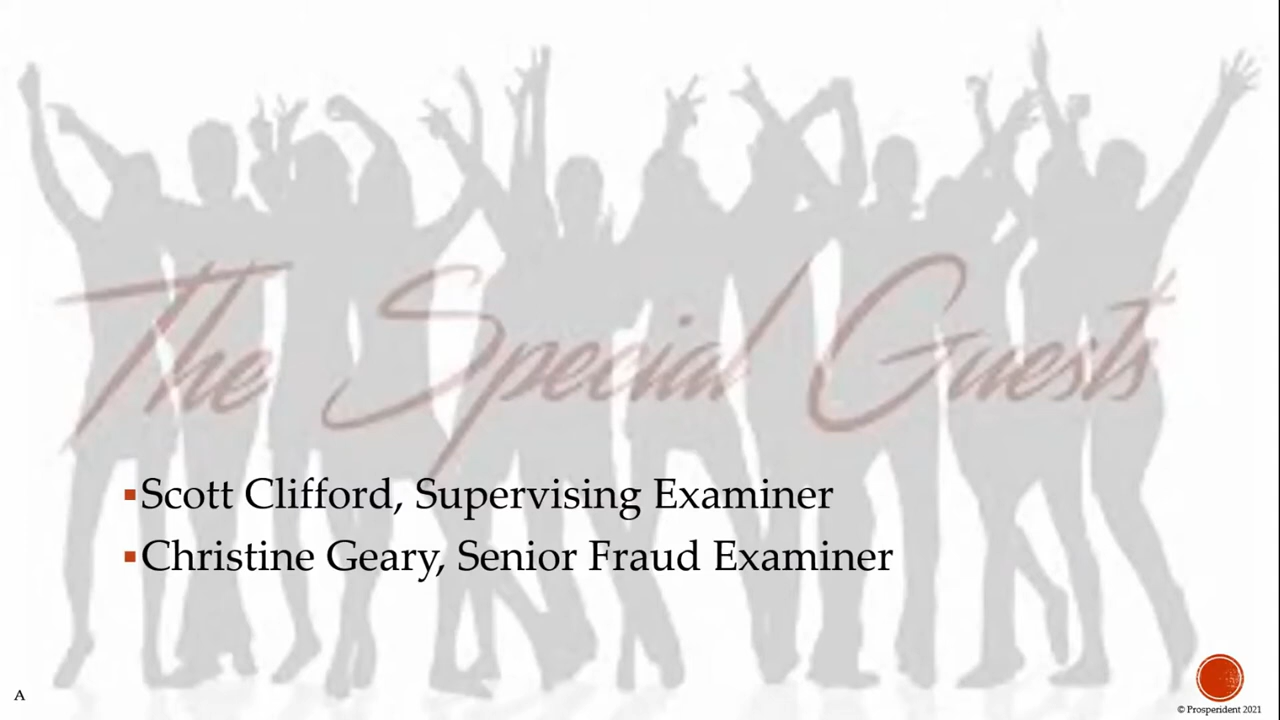 The Special Guests
▪Scott Clifford, Supervising Examiner
▪Christine Geary, Senior Fraud Examiner
A
© Prosperident 2021